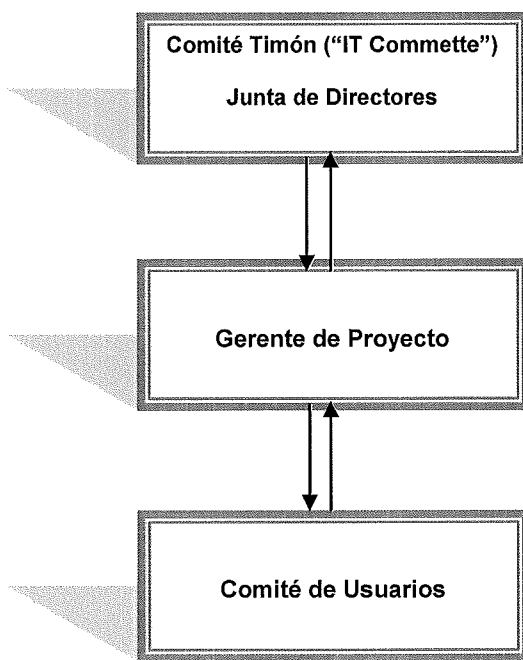 Comité Timón (“IT Commette”)
Junta de Directores
Gerente de Proyecto
Comité de Usuarios